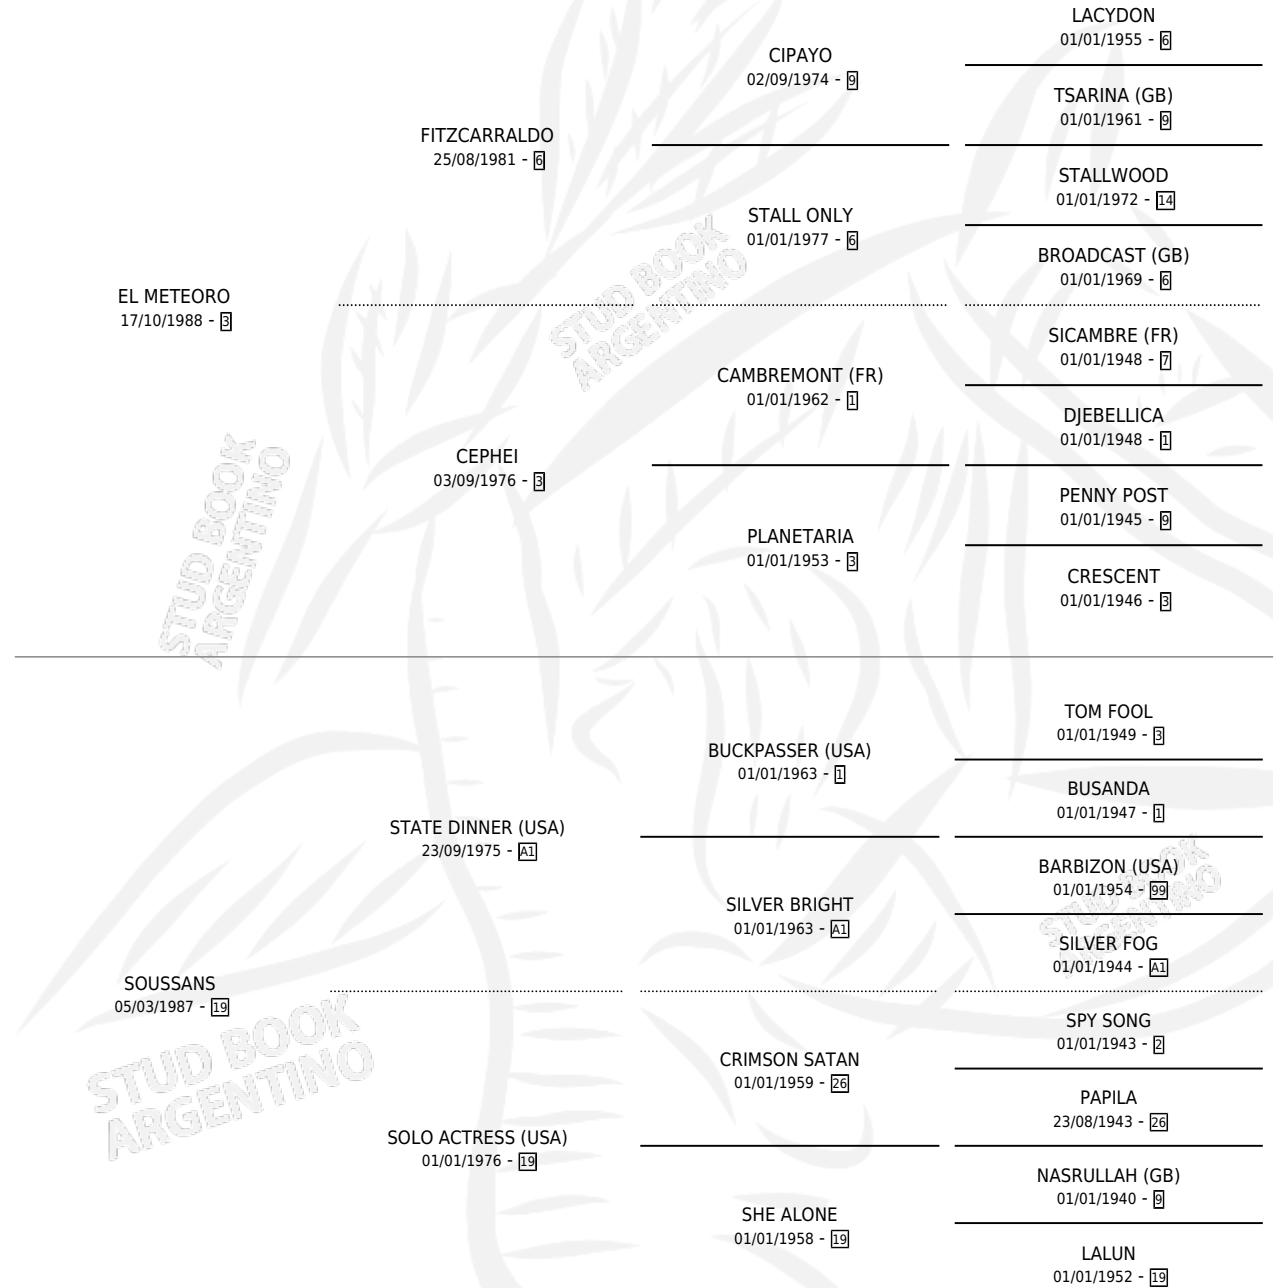 LACYDON
01/01/1955 - 6
CIPAYO
02/09/1974 - 9
TSARINA (GB)
01/01/1961 - 9
FITZCARRALDO
25/08/1981 - 6
STALLWOOD
01/01/1972 - 14
STALL ONLY
01/01/1977 - 6
BROADCAST (GB)
01/01/1969 - 6
EL METEORO
17/10/1988 - 3
STUD BOOK
ARGENTINO
SICAMBRE (FR)
01/01/1948 - 7
CAMBREMONT (FR)
01/01/1962 - 1
DJEBELLICA
01/01/1948 - 1
CEPHEI
03/09/1976 - 3
PENNY POST
01/01/1945 - 9
PLANETARIA
01/01/1953 - 3
CRESCENT
01/01/1946 - 3
STUD BOOK
ARGENTINO
TOM FOOL
01/01/1949 - 3
BUCKPASSER (USA)
01/01/1963 - 1
BUSANDA
01/01/1947 - 1
STATE DINNER (USA)
23/09/1975 - A1
BARBIZON (USA)
01/01/1954 - 99
SILVER BRIGHT
01/01/1963 - A1
SILVER FOG
01/01/1944 - A1
STUD BOOK
ARGENTINO
SOUSSANS
05/03/1987 - 19
SPY SONG
01/01/1943 - 2
CRIMSON SATAN
01/01/1959 - 26
PAPILA
23/08/1943 - 26
STUD BOOK
ARGENTINO
SOLO ACTRESS (USA)
01/01/1976 - 19
NASRULLAH (GB)
01/01/1940 - 9
SHE ALONE
01/01/1958 - 19
LALUN
01/01/1952 - 19